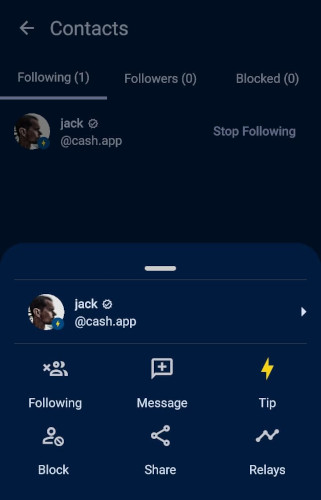 Contacts
Following (1)
Followers (0)
Blocked (0)
jack
@cash.app
Stop Following
jack
@cash.app
Following
Message
Tip
Block
Share
Relays